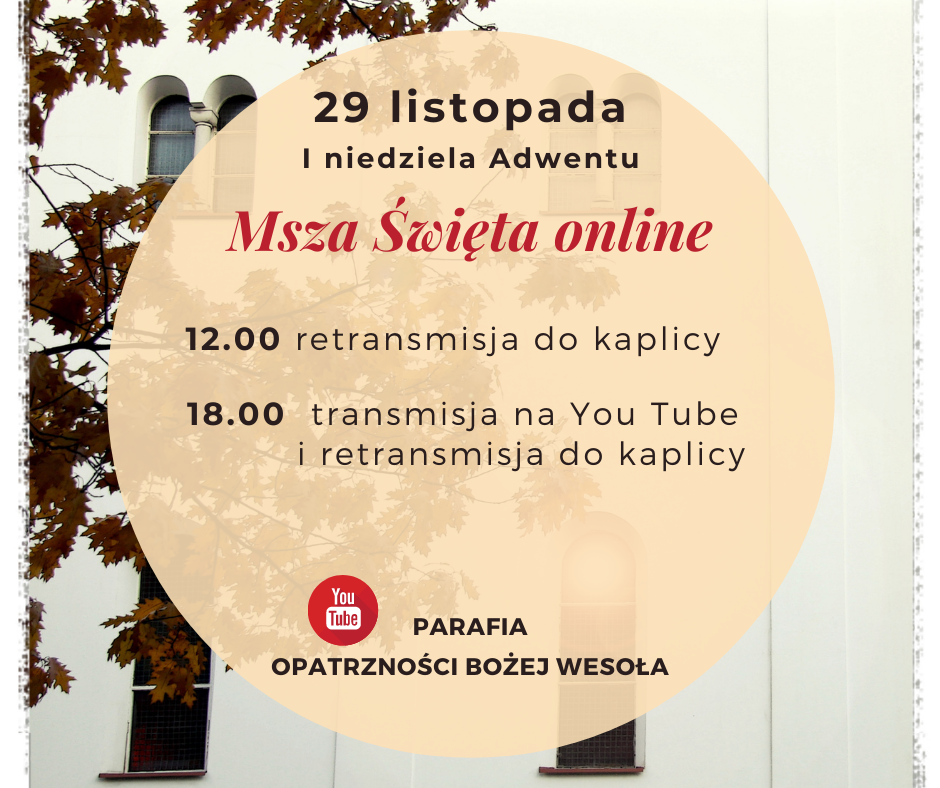 29 listopada
I niedziela Adwentu
Msza Święta online
12.00 retransmisja do kaplicy
18.00 transmisja na You Tube
i retransmisja do kaplicy
You
Tube
PARAFIA
OPATRZNOŚCI BOŻEJ WESOŁA